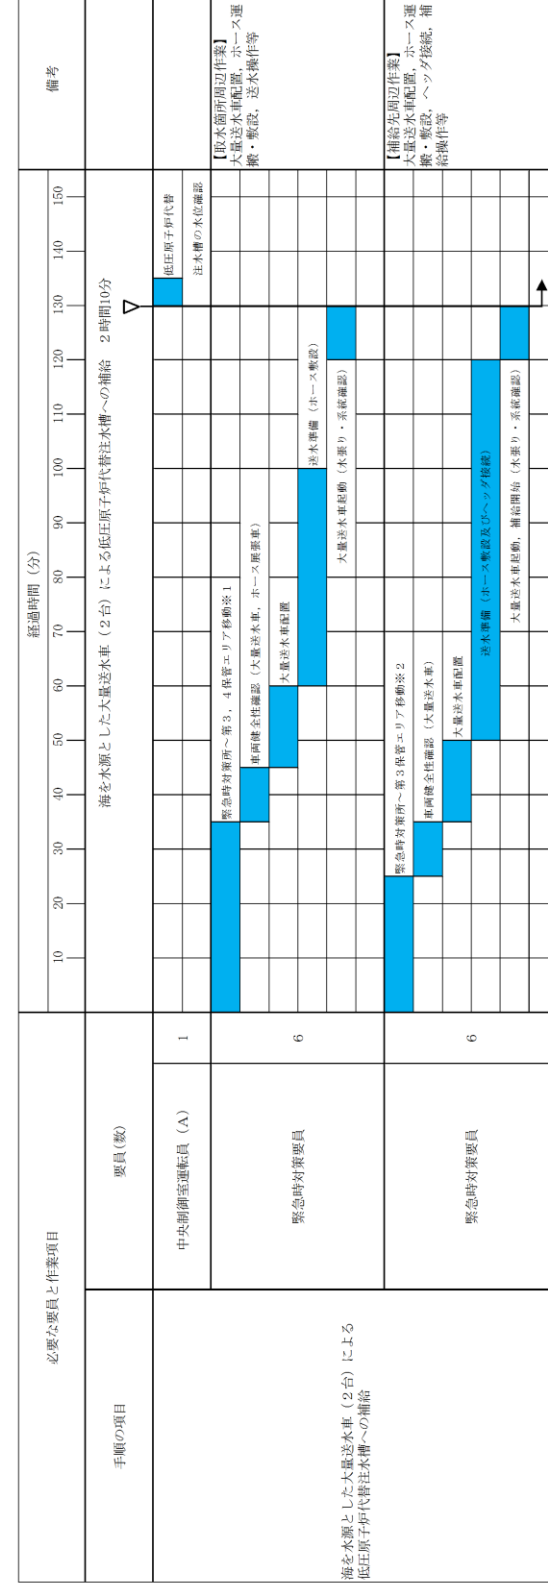 必要な要員と作業項目
経過時間（分）
備考
手順の項目
要員(数)
10
20
30
40
50
60
70
80
90
100
110
120
130
140
150
海を水源とした大量送水車（２台）による低圧原子炉代替注水槽への補給　２時間10分
海を水源とした大量送水車（２台）による
低圧原子炉代替注水槽への補給
中央制御室運転員（Ａ）
1
低圧原子炉代替
注水槽の水位確認
緊急時対策要員
6
緊急時対策所～第３，４保管エリア移動※１
車両健全性確認（大量送水車，ホース展張車）
大量送水車配置
送水準備（ホース敷設）
大量送水車起動（水張り・系統確認）
【取水箇所周辺作業】
大量送水車配置，ホース運
搬・敷設，送水操作等
緊急時対策要員
6
緊急時対策所～第３保管エリア移動※２
車両健全性確認（大量送水車）
大量送水車配置
送水準備（ホース敷設及びヘッダ接続）
大量送水車起動，補給開始（水張り・系統確認）
【補給先周辺作業】
大量送水車配置，ホース運
搬・敷設，ヘッダ接続，補
給操作等